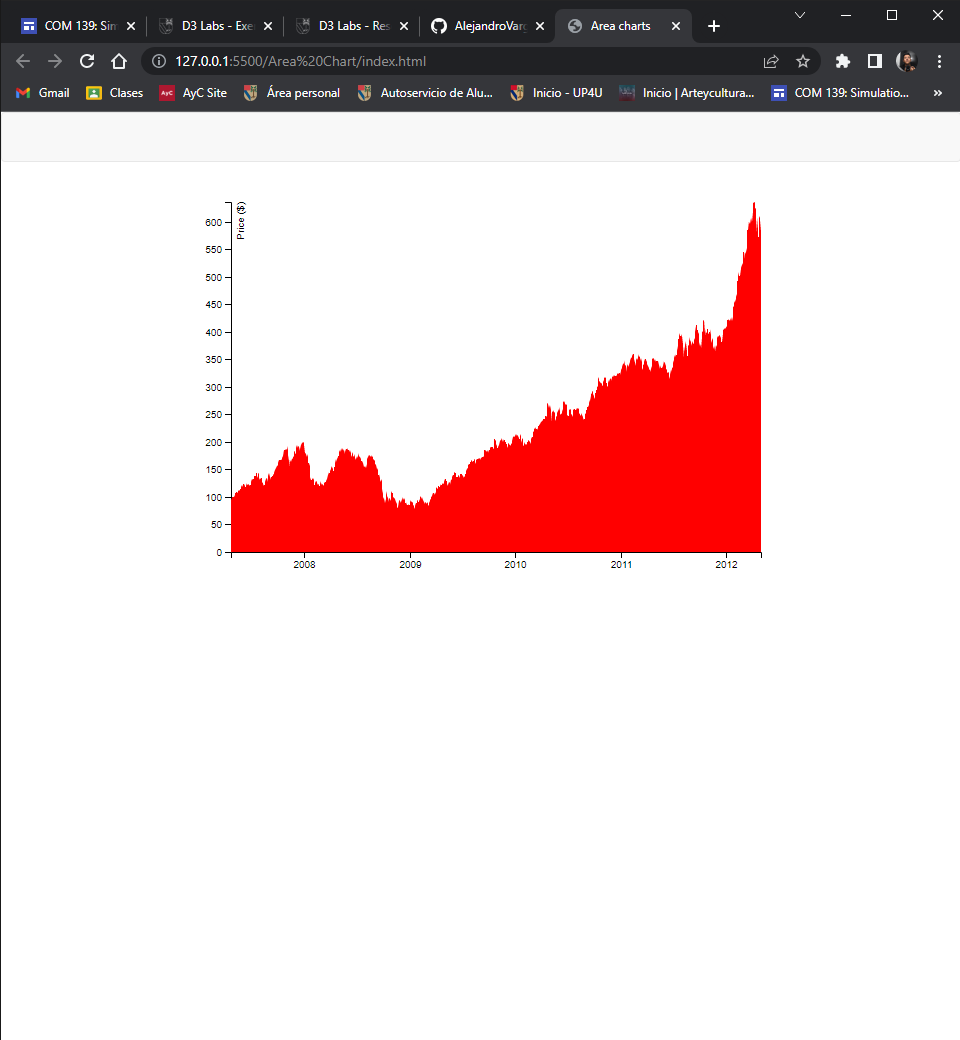 COM 139: Sim
D3 Labs - Exe
D3 Labs - Res
AlejandroVarg
Area charts
127.0.0.1:5500/Area%20Chart/index.html
Gmail
Clases
AyC
AyC Site
Área personal
Autoservicio de Alu...
Inicio - UP4U
Inicio | Arteycultura...
COM 139: Simulatio...
»
Price ($)
600
550
500
450
400
350
300
250
200
150
100
50
0
2008 2009 2010 2011 2012